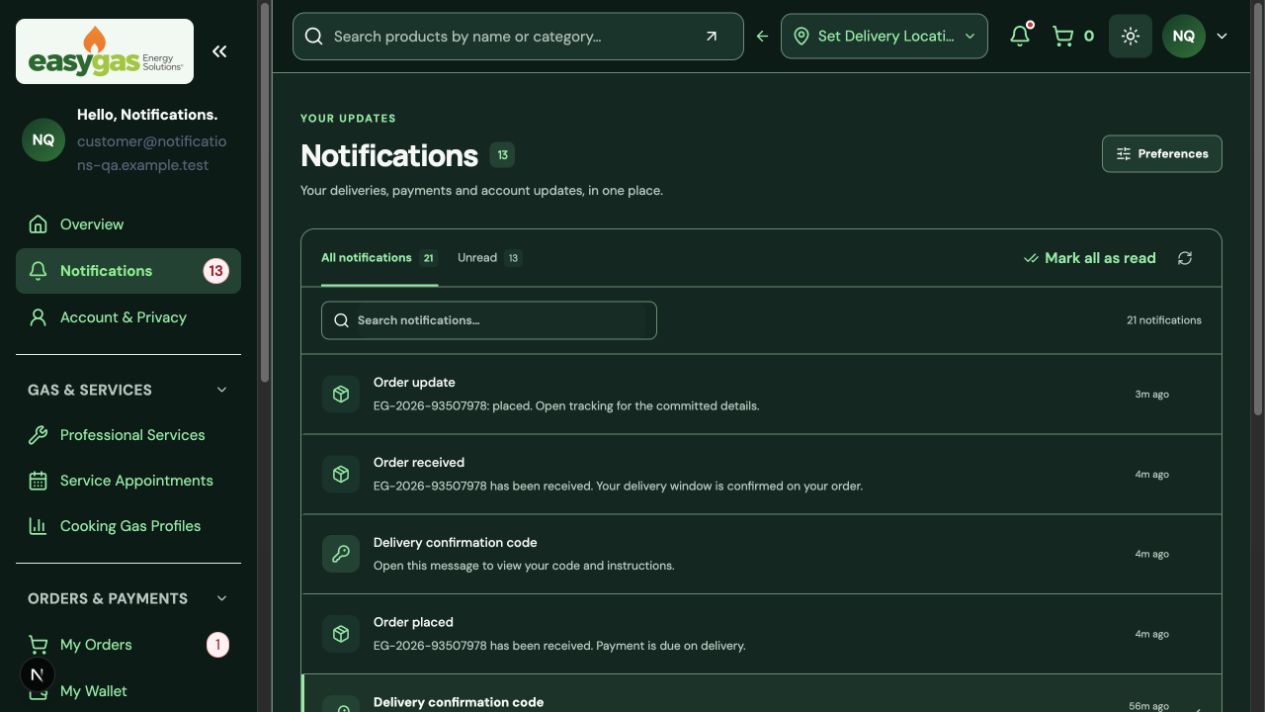 easygas Energy Solutions
Hello, Notifications.
NQ
customer@notificatio
ns-qa.example.test
Overview
Notifications 13
Account & Privacy
GAS & SERVICES
Professional Services
Service Appointments
Cooking Gas Profiles
ORDERS & PAYMENTS
My Orders 1
N
My Wallet
Search products by name or category...
Set Delivery Locati...
0
NQ
YOUR UPDATES
Notifications 13
Preferences
Your deliveries, payments and account updates, in one place.
All notifications 21 Unread 13
Mark all as read
Search notifications...
21 notifications
Order update
EG-2026-93507978: placed. Open tracking for the committed details.
3m ago
Order received
EG-2026-93507978 has been received. Your delivery window is confirmed on your order.
4m ago
Delivery confirmation code
Open this message to view your code and instructions.
4m ago
Order placed
EG-2026-93507978 has been received. Payment is due on delivery.
4m ago
Delivery confirmation code
56m ago